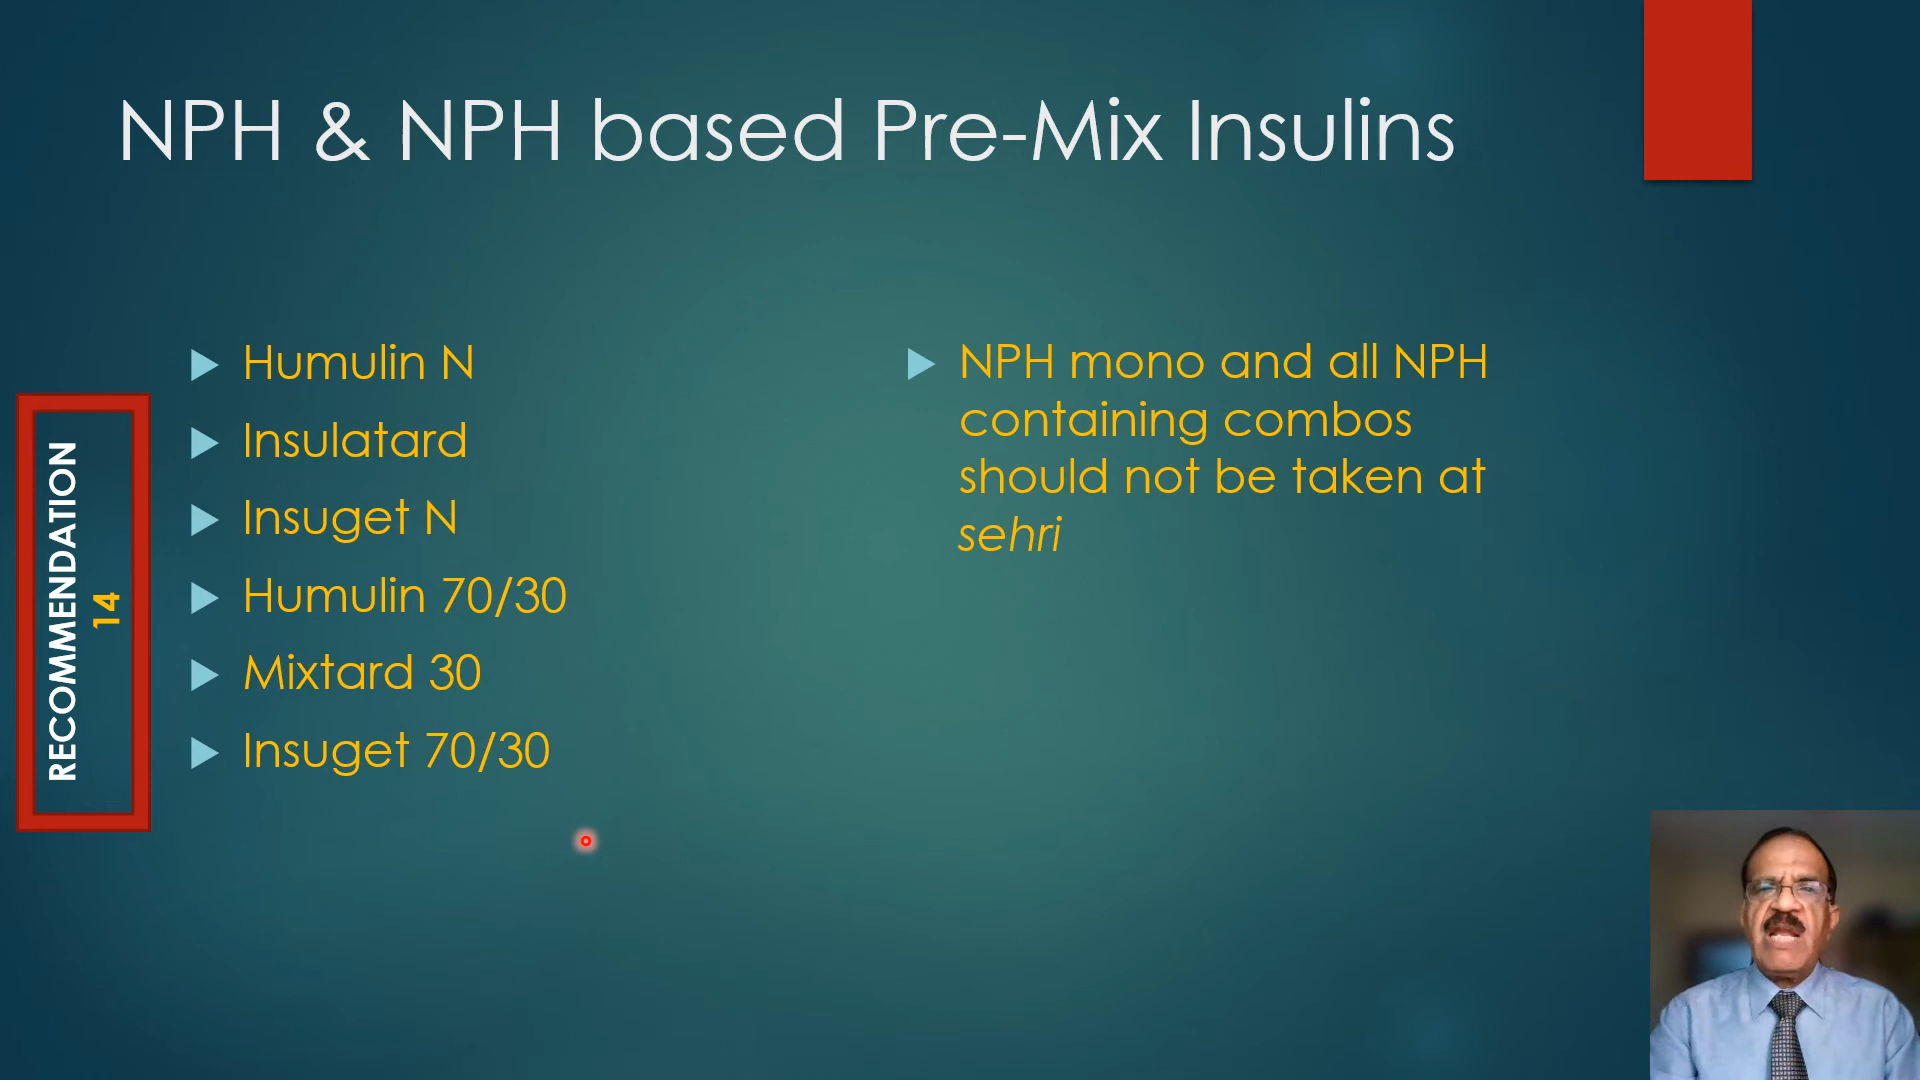 NPH & NPH based Pre-Mix Insulins
RECOMMENDATION
14
Humulin N
Insulatard
Insuget N
Humulin 70/30
Mixtard 30
Insuget 70/30
NPH mono and all NPH
containing combos
should not be taken at
sehri